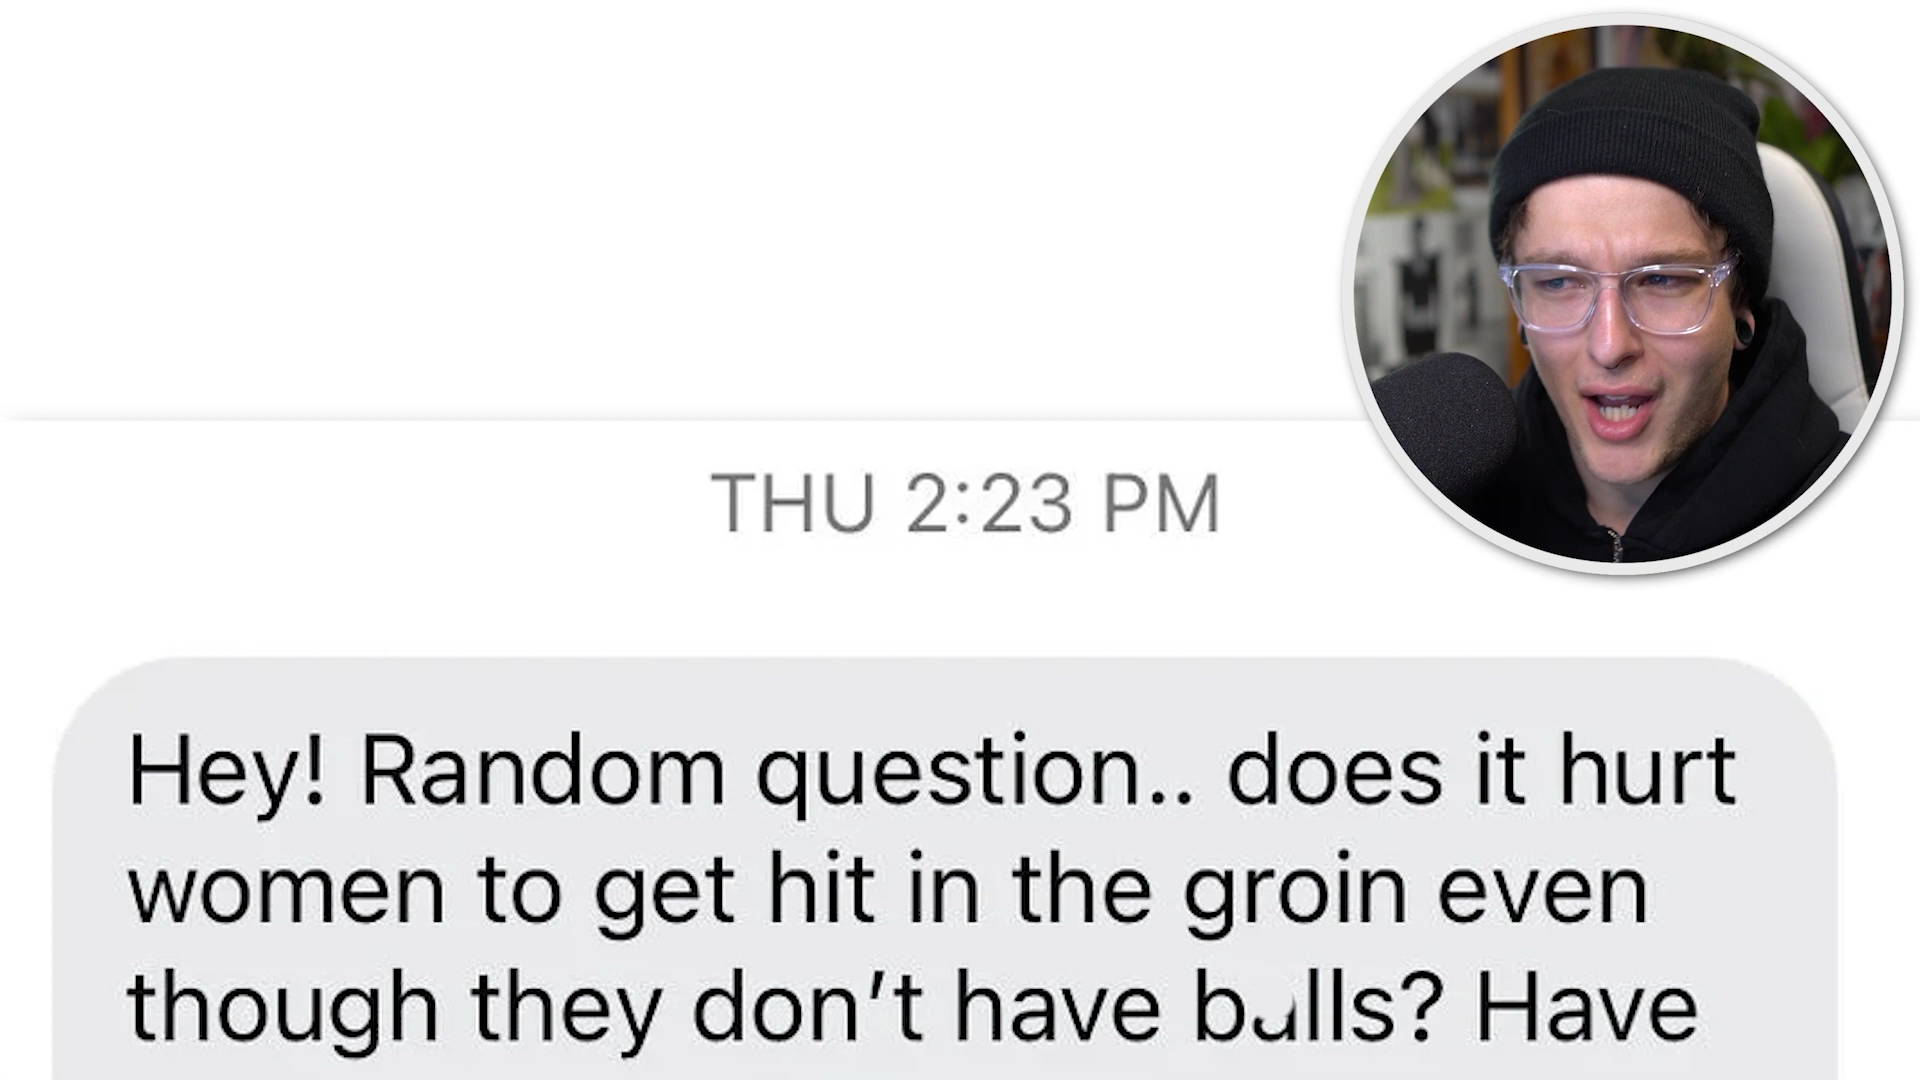 THU 2:23 PM
Hey! Random question.. does it hurt
women to get hit in the groin even
though they don't have balls? Have